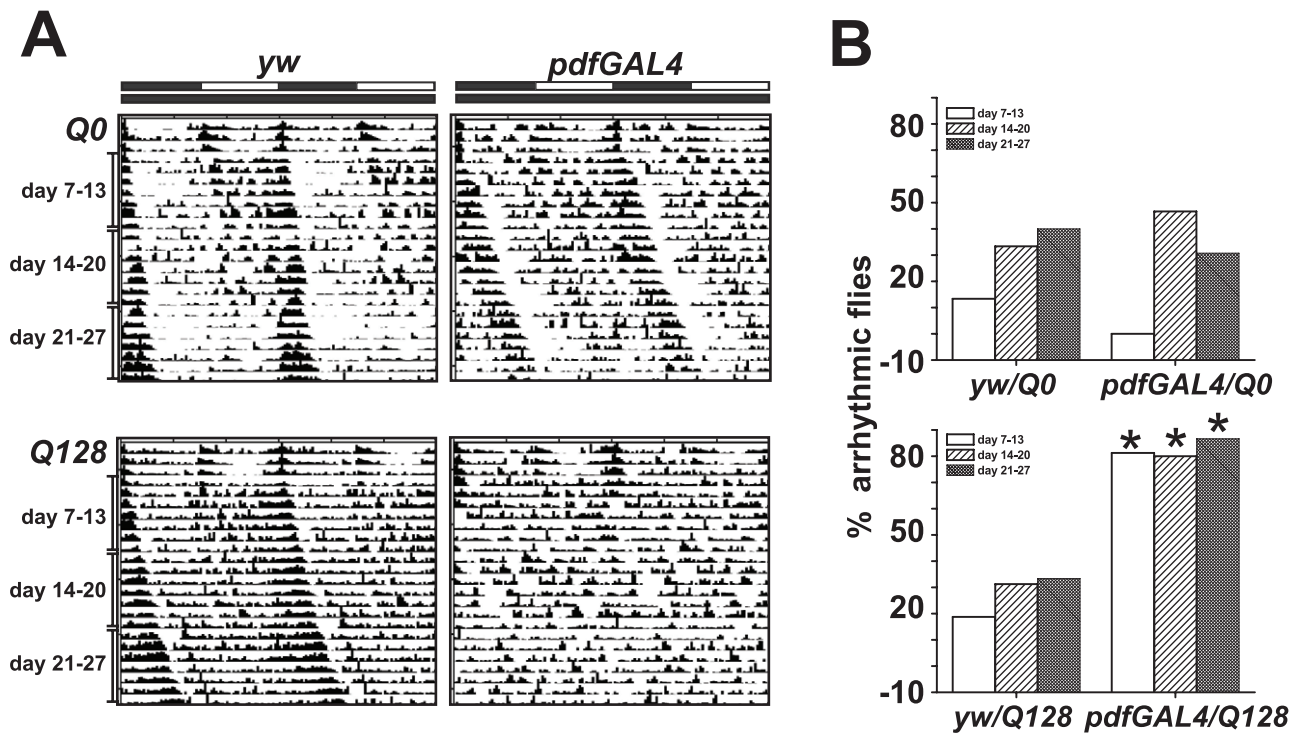 A
yw
pdfGAL4
Q0
day 7-13
day 14-20
day 21-27
Q128
day 7-13
day 14-20
day 21-27
B
% arrhythmic flies
80
50
20
-10
day 7-13
day 14-20
day 21-27
yw/Q0
pdfGAL4/Q0
80
50
20
-10
day 7-13
day 14-20
day 21-27
* * *
yw/Q128
pdfGAL4/Q128